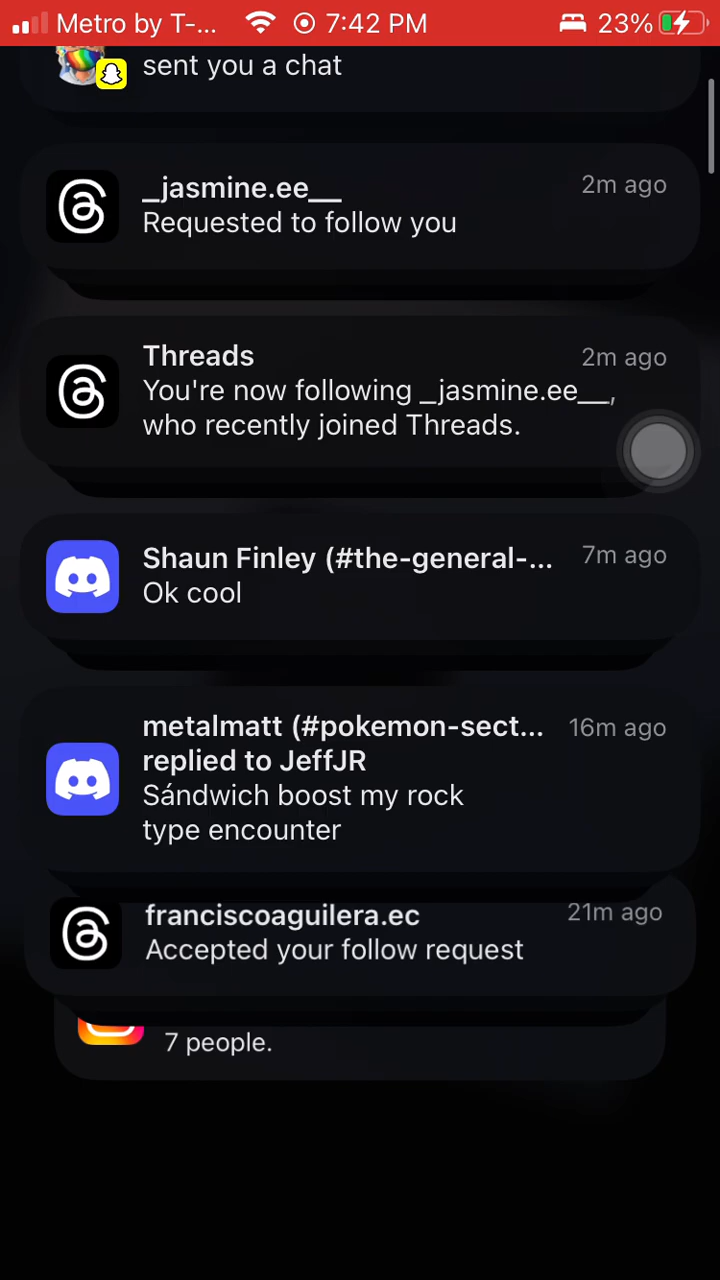 Metro by T-... 7:42 PM 23%
sent you a chat
_jasmine.ee__ 2m ago
Requested to follow you
Threads 2m ago
You're now following _jasmine.ee__,
who recently joined Threads.
Shaun Finley (#the-general-... 7m ago
Ok cool
metalmatt (#pokemon-sect... 16m ago
replied to JeffJR
Sándwich boost my rock
type encounter
franciscoaguilera.ec 21m ago
Accepted your follow request
7 people.